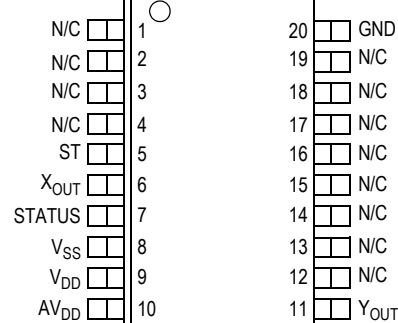 N/C 1 20 GND
N/C 2 19 N/C
N/C 3 18 N/C
N/C 4 17 N/C
ST 5 16 N/C
XOUT 6 15 N/C
STATUS 7 14 N/C
VSS 8 13 N/C
VDD 9 12 N/C
AVDD 10 11 YOUT